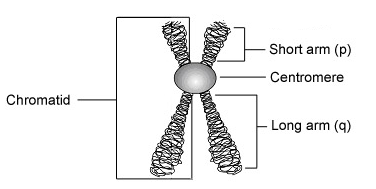 Short arm (p)
Centromere
Chromatid
Long arm (q)